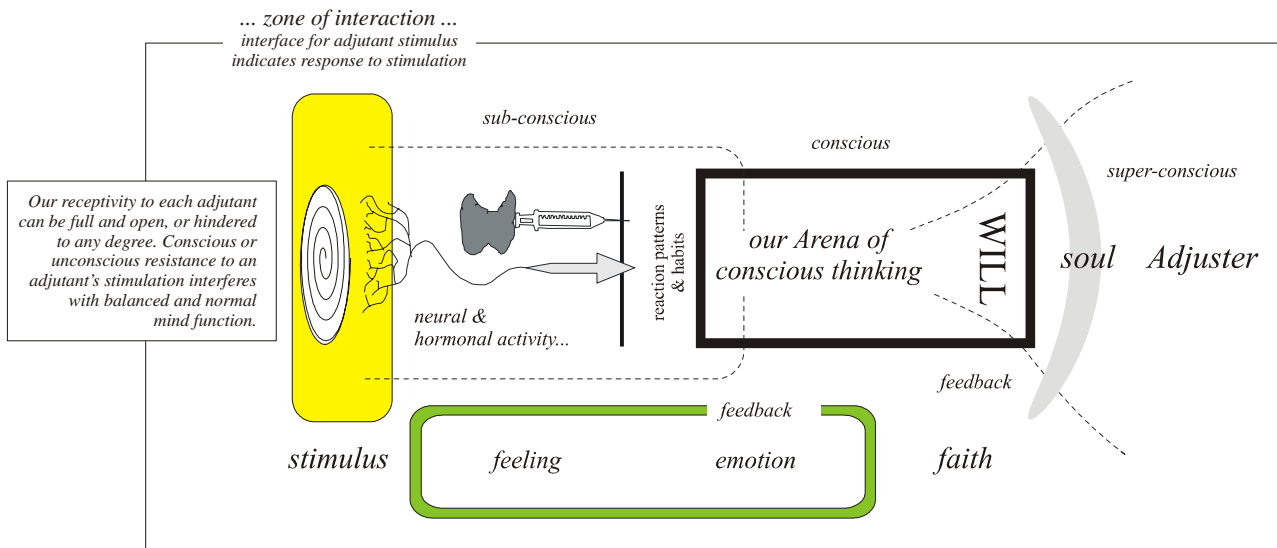 ... zone of interaction ...
interface for adjutant stimulus
indicates response to stimulation
sub-conscious
conscious
super-conscious
Our receptivity to each adjutant
can be full and open, or hindered
to any degree. Conscious or
unconscious resistance to an
adjutant's stimulation interferes
with balanced and normal
mind function.
neural &
hormonal activity...
reaction patterns
& habits
our Arena of
conscious thinking
WILL
soul
Adjuster
feedback
feedback
stimulus
feeling
emotion
faith